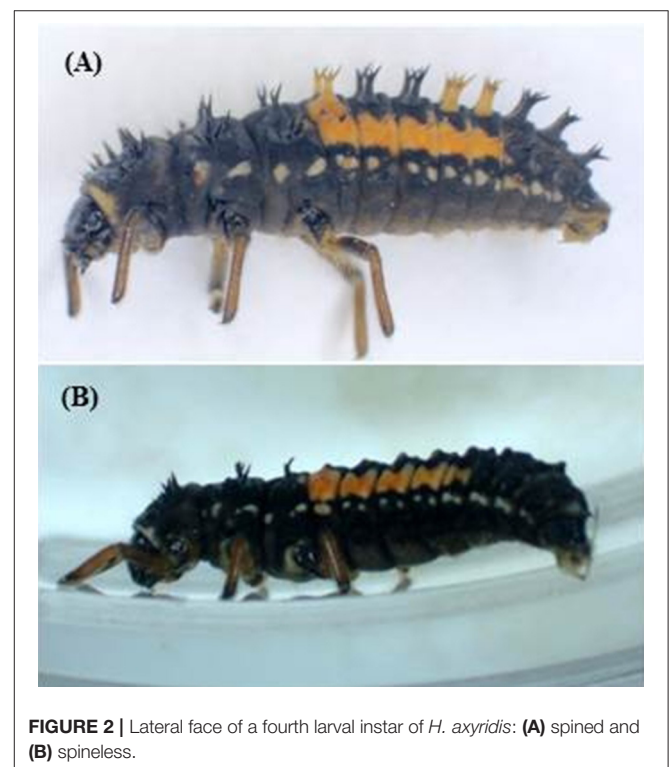 (A)
(B)
FIGURE 2 | Lateral face of a fourth larval instar of H. axyridis: (A) spined and
(B) spineless.